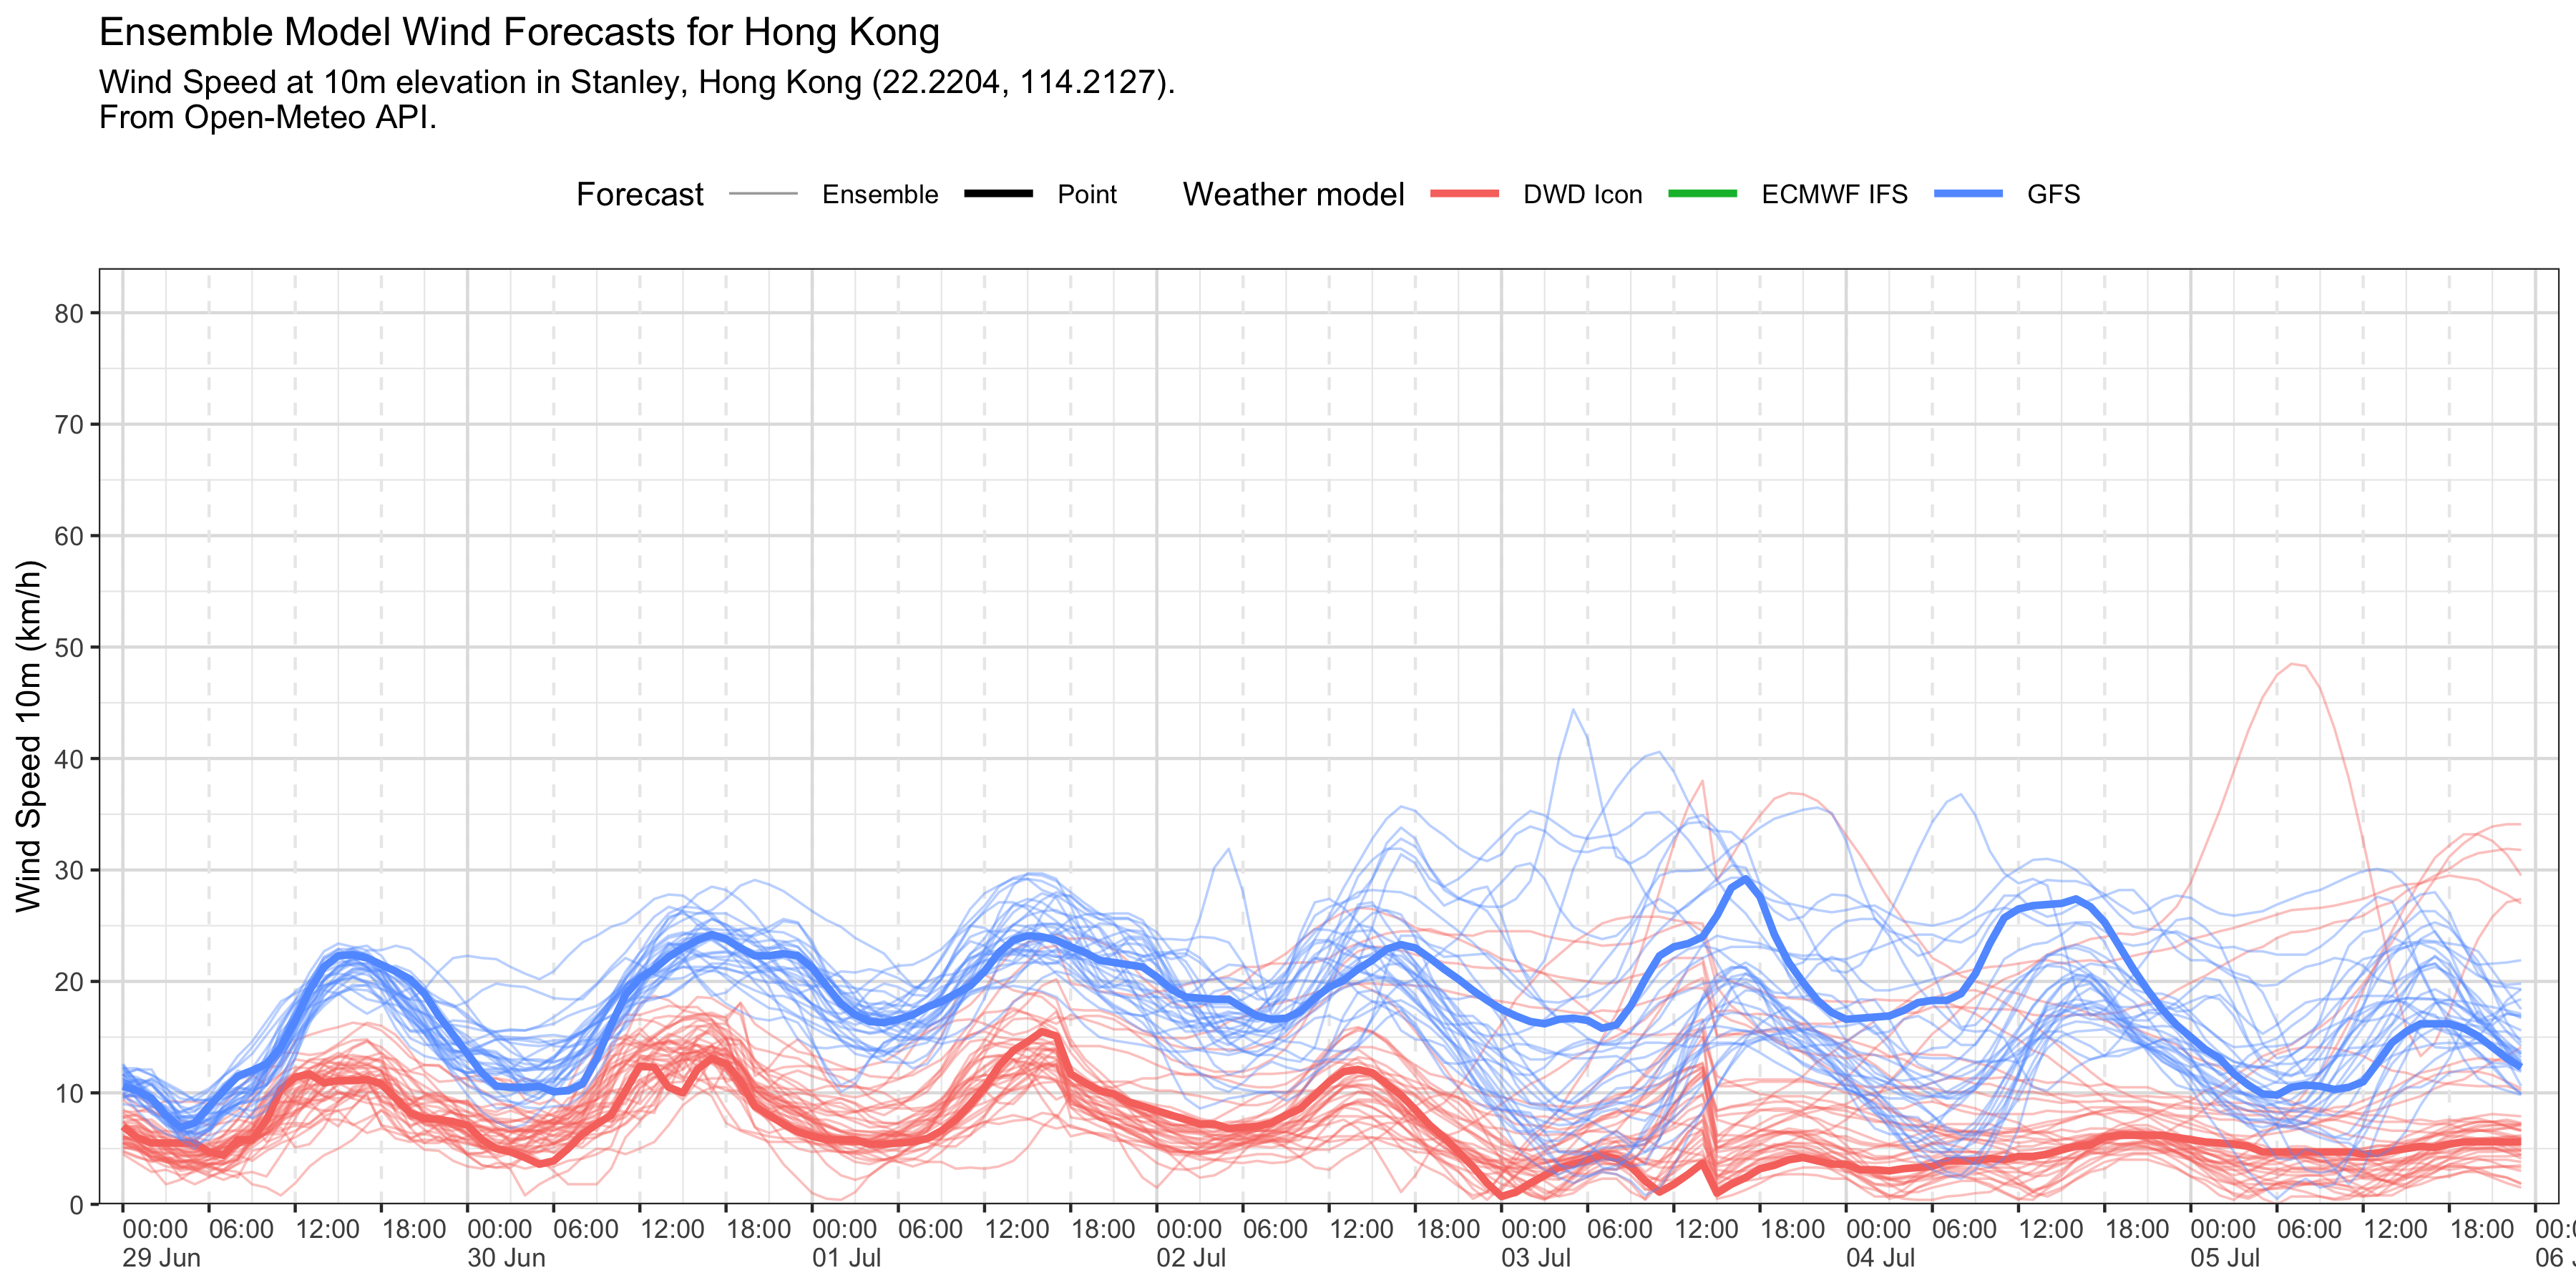 Ensemble Model Wind Forecasts for Hong Kong
Wind Speed at 10m elevation in Stanley, Hong Kong (22.2204, 114.2127).
From Open-Meteo API.
Forecast Ensemble Point Weather model DWD Icon ECMWF IFS GFS
Wind Speed 10m (km/h)
80
70
60
50
40
30
20
10
0
00:00 06:00 12:00 18:00 00:00 06:00 12:00 18:00 00:00 06:00 12:00 18:00 00:00 06:00 12:00 18:00 00:00 06:00 12:00 18:00 00:00 06:00 12:00 18:00 00:00 06:00 12:00 18:00
29 Jun 30 Jun 01 Jul 02 Jul 03 Jul 04 Jul 05 Jul 06